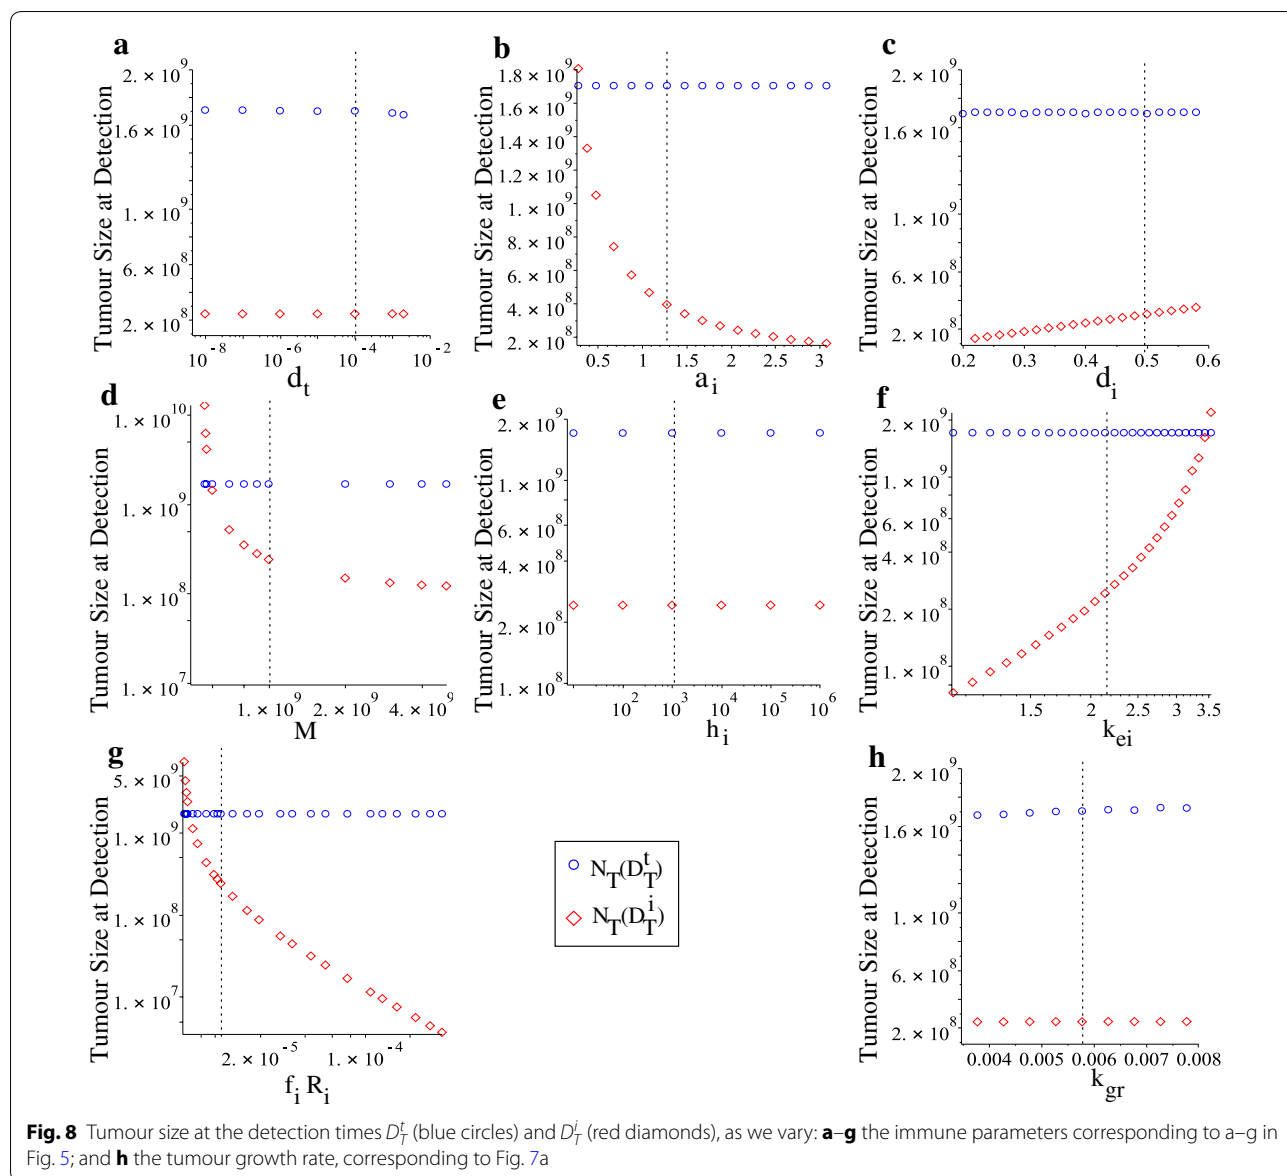 a
2. × 10^9
1.6 × 10^9
1. × 10^9
6. × 10^8
2. × 10^8
Tumour Size at Detection
10^-8 10^-6 10^-4 10^-2
d_t
b
1.8 × 10^9
1.6 × 10^9
1.4 × 10^9
1.2 × 10^9
1. × 10^9
8. × 10^8
6. × 10^8
4. × 10^8
2. × 10^8
Tumour Size at Detection
0.5 1 1.5 2 2.5 3
a_i
c
2. × 10^9
1.6 × 10^9
1. × 10^9
6. × 10^8
2. × 10^8
Tumour Size at Detection
0.2 0.3 0.4 0.5 0.6
d_i
d
1. × 10^10
1. × 10^9
1. × 10^8
1. × 10^7
Tumour Size at Detection
1. × 10^9 2. × 10^9 4. × 10^9
M
e
2. × 10^9
1. × 10^9
8. × 10^8
6. × 10^8
4. × 10^8
2. × 10^8
1. × 10^8
Tumour Size at Detection
10^2 10^3 10^4 10^5 10^6
h_i
f
2. × 10^9
1. × 10^9
6. × 10^8
2. × 10^8
1. × 10^8
Tumour Size at Detection
1.5 2 2.5 3 3.5
k_ei
g
5. × 10^9
1. × 10^9
1. × 10^8
1. × 10^7
Tumour Size at Detection
2. × 10^-5 1. × 10^-4
f_i R_i
N_T(D_T^t)
N_T(D_T^i)
h
2. × 10^9
1.6 × 10^9
1. × 10^9
6. × 10^8
2. × 10^8
Tumour Size at Detection
0.004 0.005 0.006 0.007 0.008
k_gr
Fig. 8 Tumour size at the detection times D_T^t (blue circles) and D_T^i (red diamonds), as we vary: a–g the immune parameters corresponding to a–g in
Fig. 5; and h the tumour growth rate, corresponding to Fig. 7a